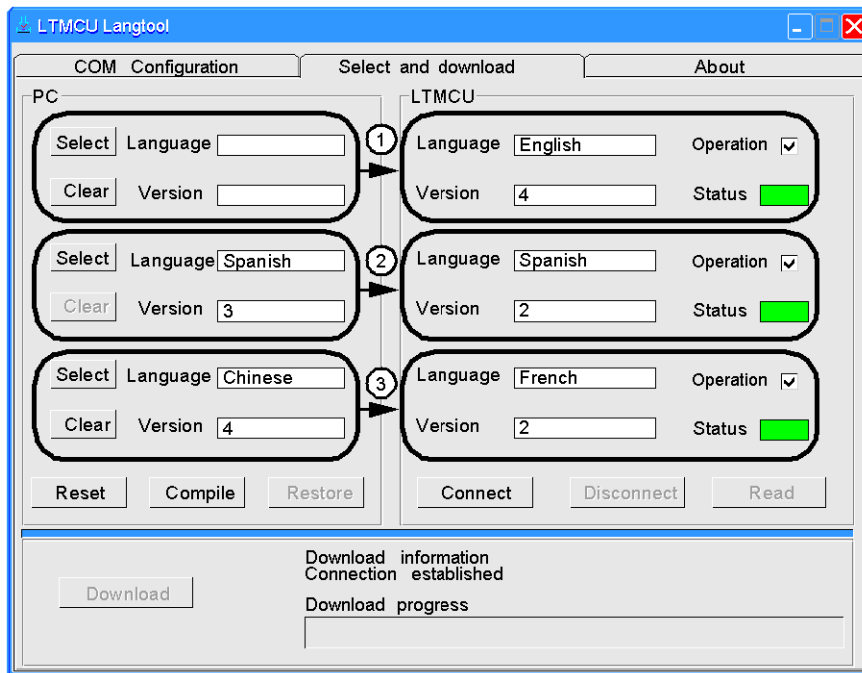 LTMCU Langtool
COM Configuration Select and download About
PC LTMCU
Select Language 1 Language English Operation
Clear Version Version 4 Status
Select Language Spanish 2 Language Spanish Operation
Clear Version 3 Version 2 Status
Select Language Chinese 3 Language French Operation
Clear Version 4 Version 2 Status
Reset Compile Restore Connect Disconnect Read
Download information
Connection established
Download
Download progress